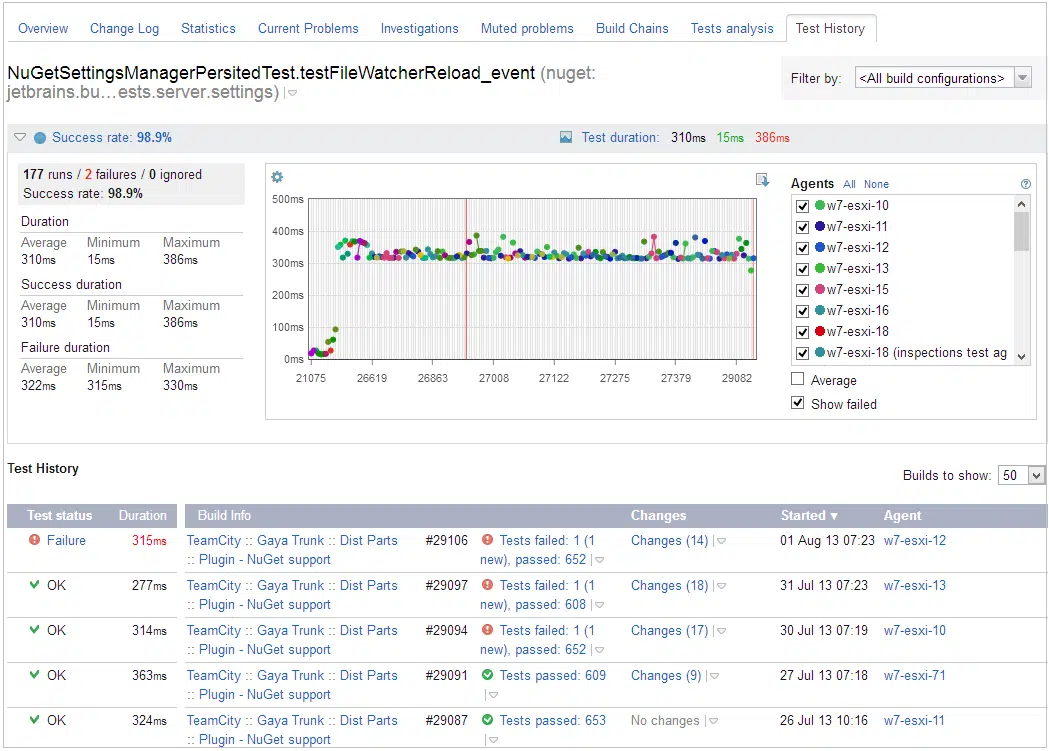 Overview Change Log Statistics Current Problems Investigations Muted problems Build Chains Tests analysis Test History
NuGetSettingsManagerPersitedTest.testFileWatcherReload_event (nuget:
jetbrains.bu…ests.server.settings)
Filter by: <All build configurations>
Success rate: 98.9%
Test duration: 310ms 15ms 386ms
177 runs / 2 failures / 0 ignored
Success rate: 98.9%
Duration
Average Minimum Maximum
310ms 15ms 386ms
Success duration
Average Minimum Maximum
310ms 15ms 386ms
Failure duration
Average Minimum Maximum
322ms 315ms 330ms
500ms
400ms
300ms
200ms
100ms
0ms
21075 26619 26863 27008 27122 27275 27379 29082
Agents All None
w7-esxi-10
w7-esxi-11
w7-esxi-12
w7-esxi-13
w7-esxi-15
w7-esxi-16
w7-esxi-18
w7-esxi-18 (inspections test ag
Average
Show failed
Test History
Builds to show: 50
Test status Duration Build Info Changes Started ▼ Agent
Failure 315ms TeamCity :: Gaya Trunk :: Dist Parts #29106 Tests failed: 1 (1 Changes (14) 01 Aug 13 07:23 w7-esxi-12
:: Plugin - NuGet support new), passed: 652
OK 277ms TeamCity :: Gaya Trunk :: Dist Parts #29097 Tests failed: 1 (1 Changes (18) 31 Jul 13 07:23 w7-esxi-13
:: Plugin - NuGet support new), passed: 608
OK 314ms TeamCity :: Gaya Trunk :: Dist Parts #29094 Tests failed: 1 (1 Changes (17) 30 Jul 13 07:19 w7-esxi-10
:: Plugin - NuGet support new), passed: 652
OK 363ms TeamCity :: Gaya Trunk :: Dist Parts #29091 Tests passed: 609 Changes (9) 27 Jul 13 07:18 w7-esxi-71
:: Plugin - NuGet support
OK 324ms TeamCity :: Gaya Trunk :: Dist Parts #29087 Tests passed: 653 No changes 26 Jul 13 10:16 w7-esxi-11
:: Plugin - NuGet support